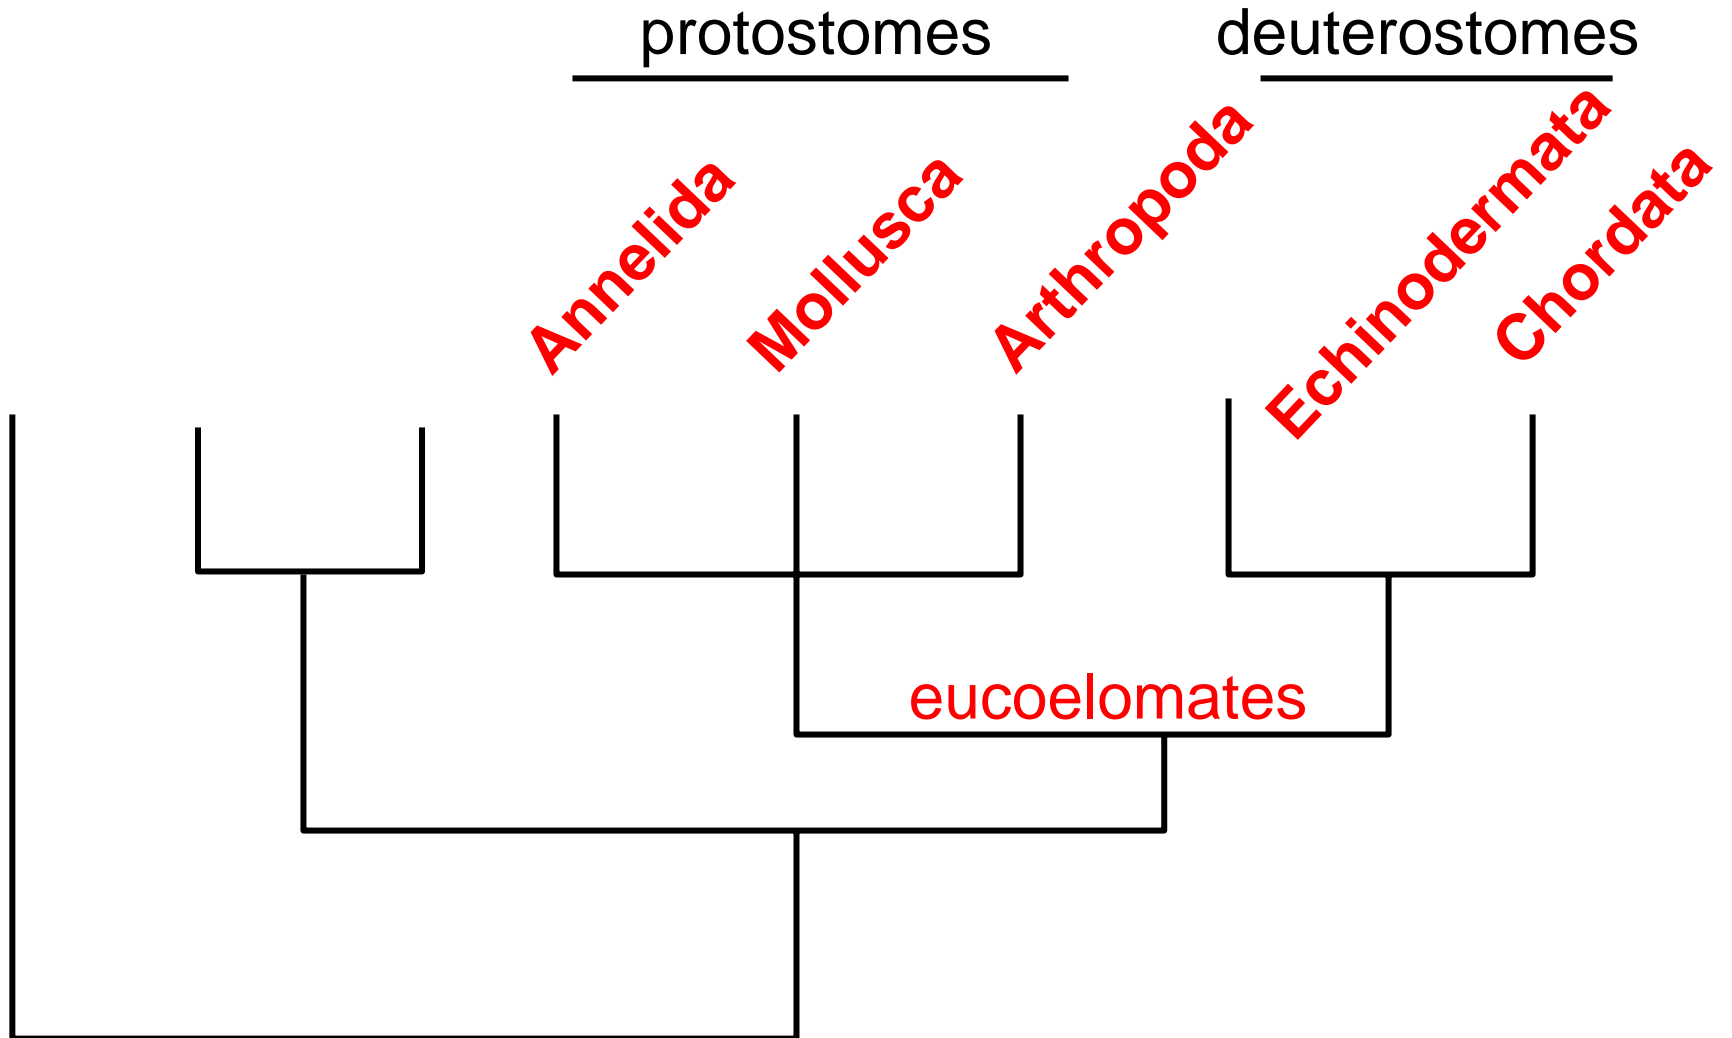 protostomes
deuterostomes
Annelida
Mollusca
Arthropoda
Echinodermata
Chordata
eucoelomates